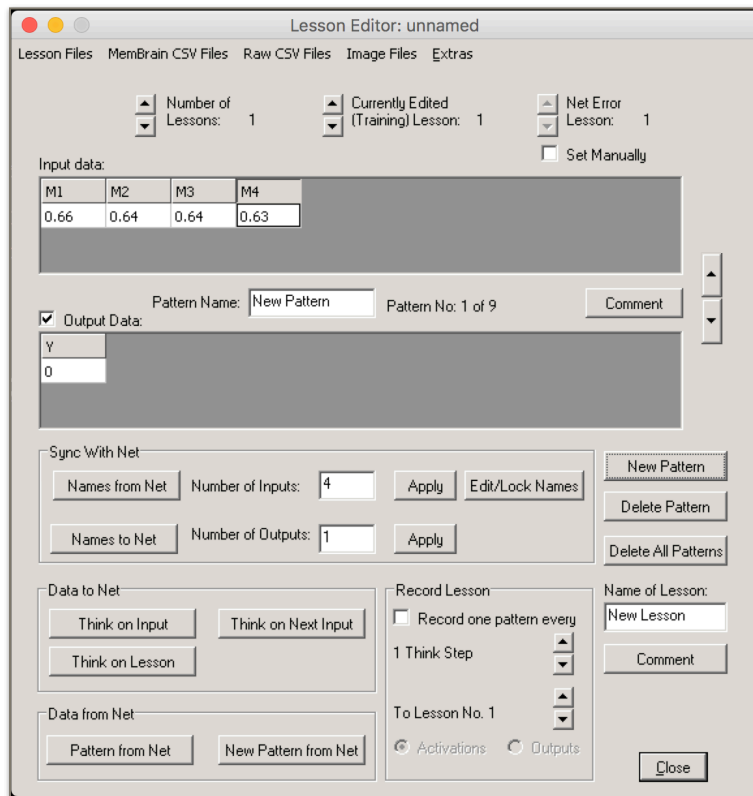 Lesson Editor: unnamed
Lesson Files MemBrain CSV Files Raw CSV Files Image Files Extras
Number of Lessons: 1
Currently Edited (Training) Lesson: 1
Net Error Lesson: 1
Set Manually
Input data:
M1 M2 M3 M4
0.66 0.64 0.64 0.63
Pattern Name: New Pattern Pattern No: 1 of 9 Comment
Output Data:
Y
0
Sync With Net
Names from Net Number of Inputs: 4 Apply Edit/Lock Names
Names to Net Number of Outputs: 1 Apply
New Pattern
Delete Pattern
Delete All Patterns
Data to Net
Think on Input Think on Next Input
Think on Lesson
Record Lesson
Record one pattern every
1 Think Step
To Lesson No. 1
Activations Outputs
Name of Lesson:
New Lesson
Comment
Data from Net
Pattern from Net New Pattern from Net
Close